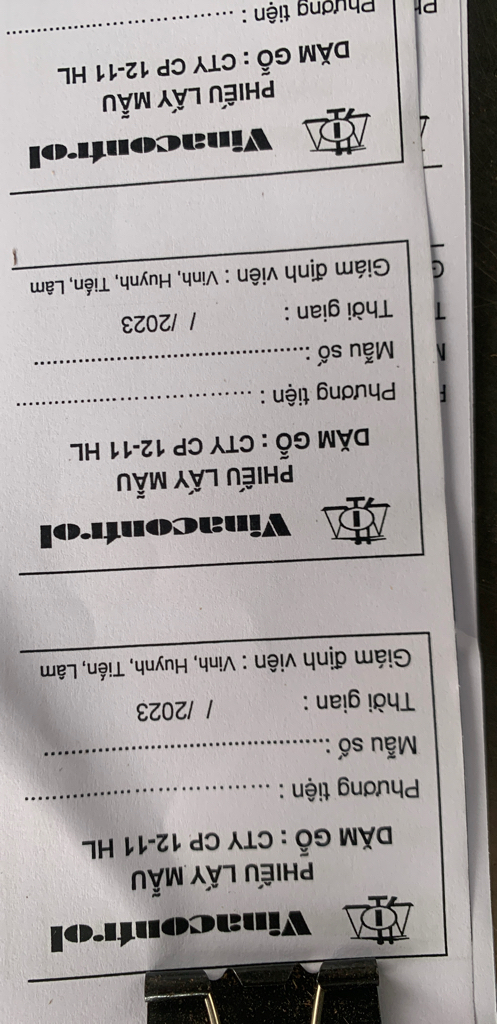 Vinacontrol
PHIẾU LẤY MẪU
DĂM GỖ : CTY CP 12-11 HL
Phương tiện : ................................
Mẫu số :.........................................
Thời gian : / /2023
Giám định viên : Vinh, Huynh, Tiến, Lâm
Vinacontrol
PHIẾU LẤY MẪU
DĂM GỖ : CTY CP 12-11 HL
Phương tiện : ................................
Mẫu số :.........................................
Thời gian : / /2023
Giám định viên : Vinh, Huynh, Tiến, Lâm
Vinacontrol
PHIẾU LẤY MẪU
DĂM GỖ : CTY CP 12-11 HL
Phương tiện : ................................